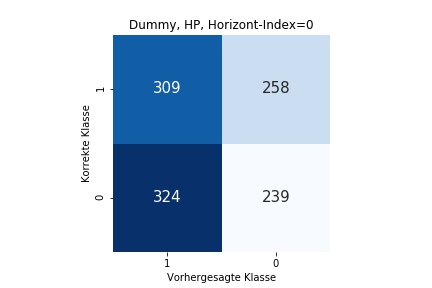 Dummy, HP, Horizont-Index=0
Korrekte Klasse
1
309
258
0
324
239
1
0
Vorhergesagte Klasse